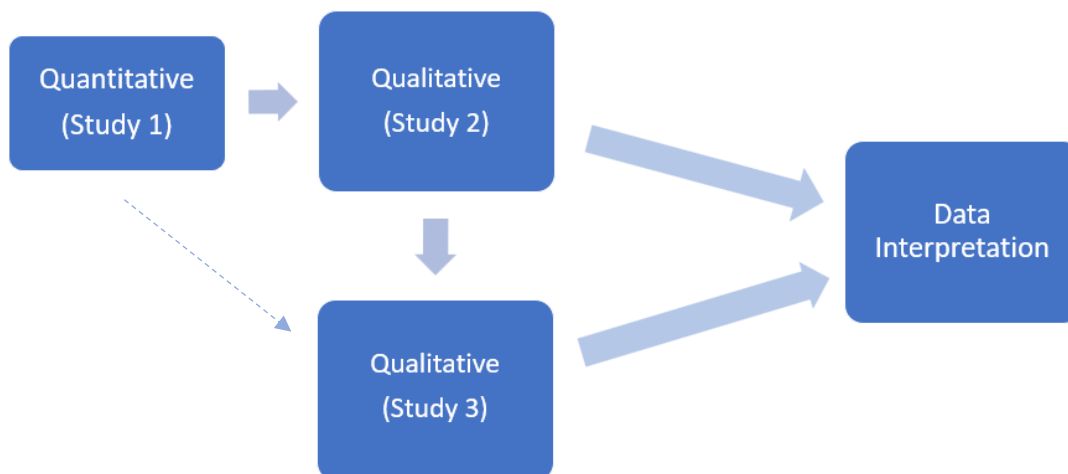 Quantitative
(Study 1)
Qualitative
(Study 2)
Qualitative
(Study 3)
Data
Interpretation